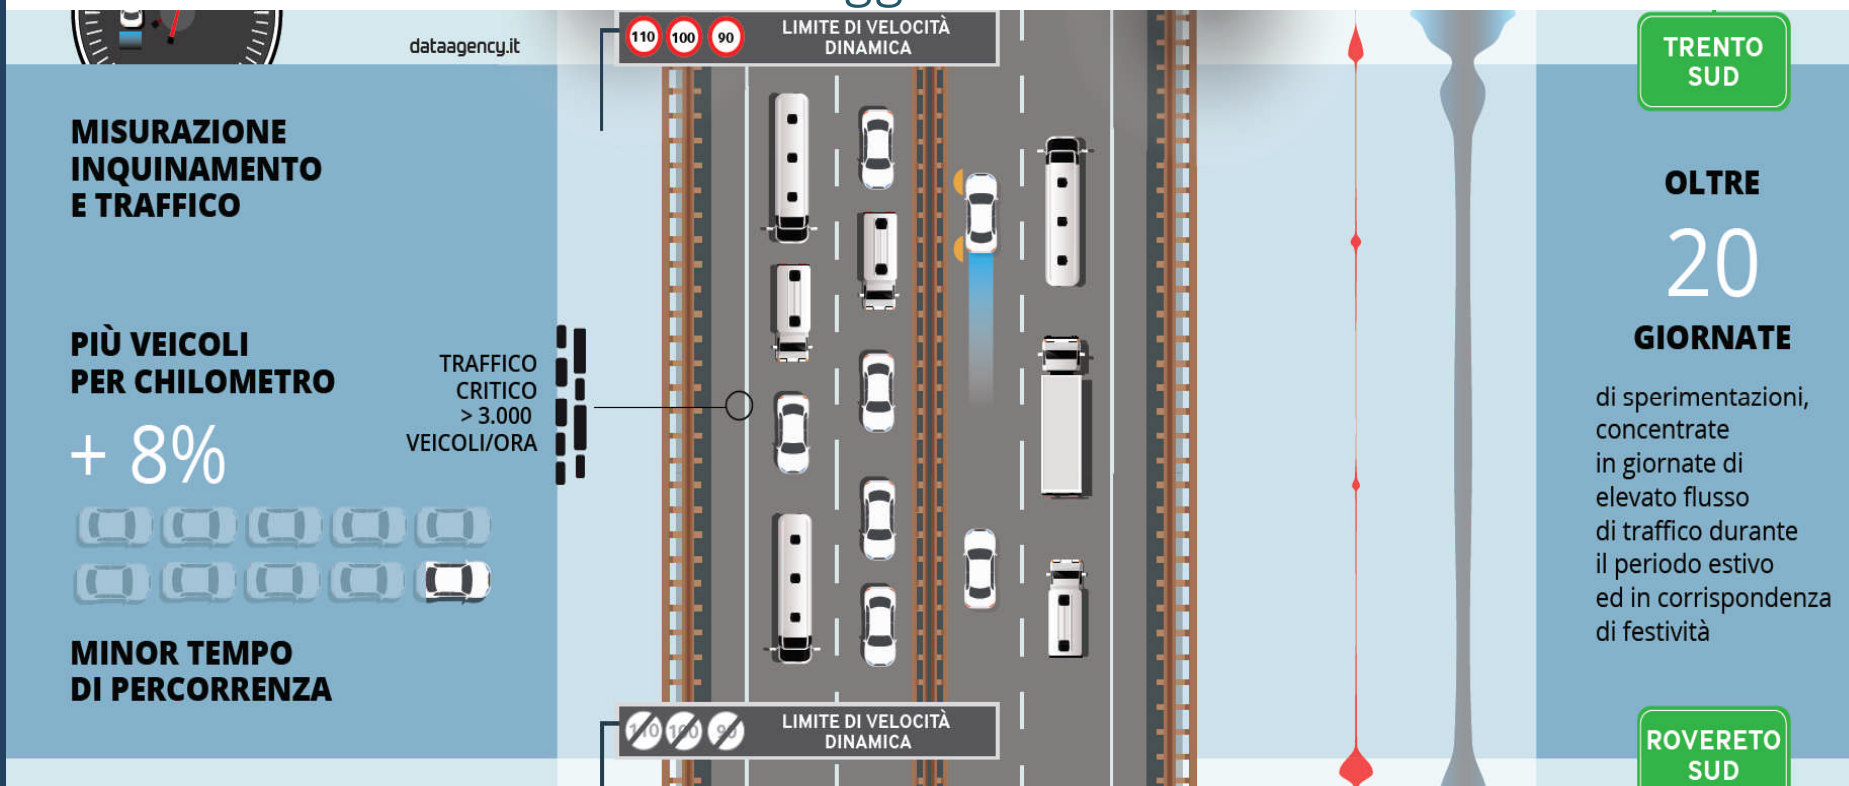 dataagency.it
110 100 90
LIMITE DI VELOCITÀ
DINAMICA
TRENTO
SUD
MISURAZIONE
INQUINAMENTO
E TRAFFICO
OLTRE
20
GIORNATE
di sperimentazioni,
concentrate
in giornate di
elevato flusso
di traffico durante
il periodo estivo
ed in corrispondenza
di festività
PIÙ VEICOLI
PER CHILOMETRO
+ 8%
TRAFFICO
CRITICO
> 3.000
VEICOLI/ORA
MINOR TEMPO
DI PERCORRENZA
110 100 90
LIMITE DI VELOCITÀ
DINAMICA
ROVERETO
SUD